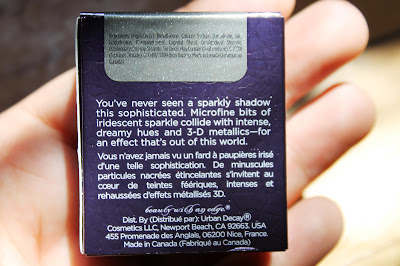 You've never seen a sparkly shadow
this sophisticated. Microfine bits of
iridescent sparkle collide with intense,
dreamy hues and 3-D metallics—for
an effect that's out of this world.
Vous n'avez jamais vu un fard à paupières irisé
d'une telle sophistication. De minuscules
particules nacrées étincelantes s'invitent au
cœur de teintes féériques, intenses et
rehaussées d'effets métallisés 3D.
beauty with an edge®
Dist. By (Distribué par): Urban Decay®
Cosmetics LLC, Newport Beach, CA 92663. USA
455 Promenade des Anglais, 06200 Nice, France.
Made in Canada (Fabriqué au Canada)